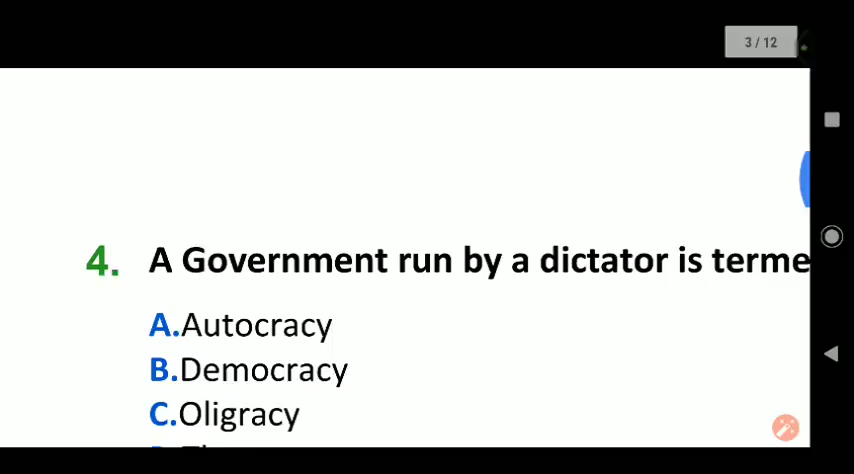 3 / 12
4. A Government run by a dictator is terme
A.Autocracy
B.Democracy
C.Oligracy